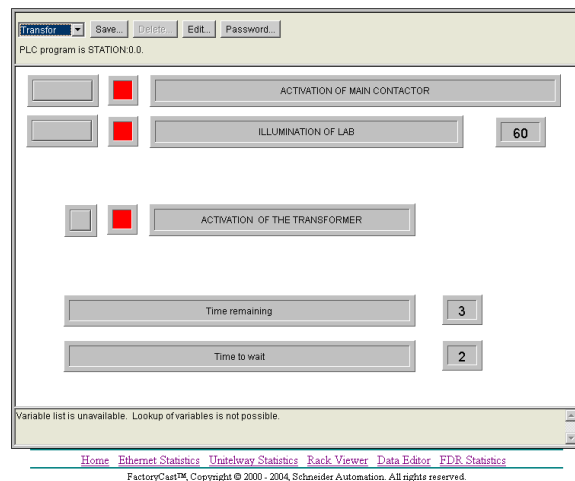 Transfor Save... Delete... Edit... Password...
PLC program is STATION:0.0.
ACTIVATION OF MAIN CONTACTOR
ILLUMINATION OF LAB 60
ACTIVATION OF THE TRANSFORMER
Time remaining 3
Time to wait 2
Variable list is unavailable. Lookup of variables is not possible.
Home Ethernet Statistics Unitelway Statistics Rack Viewer Data Editor FDR Statistics
FactoryCast™, Copyright © 2000 - 2004, Schneider Automation. All rights reserved.